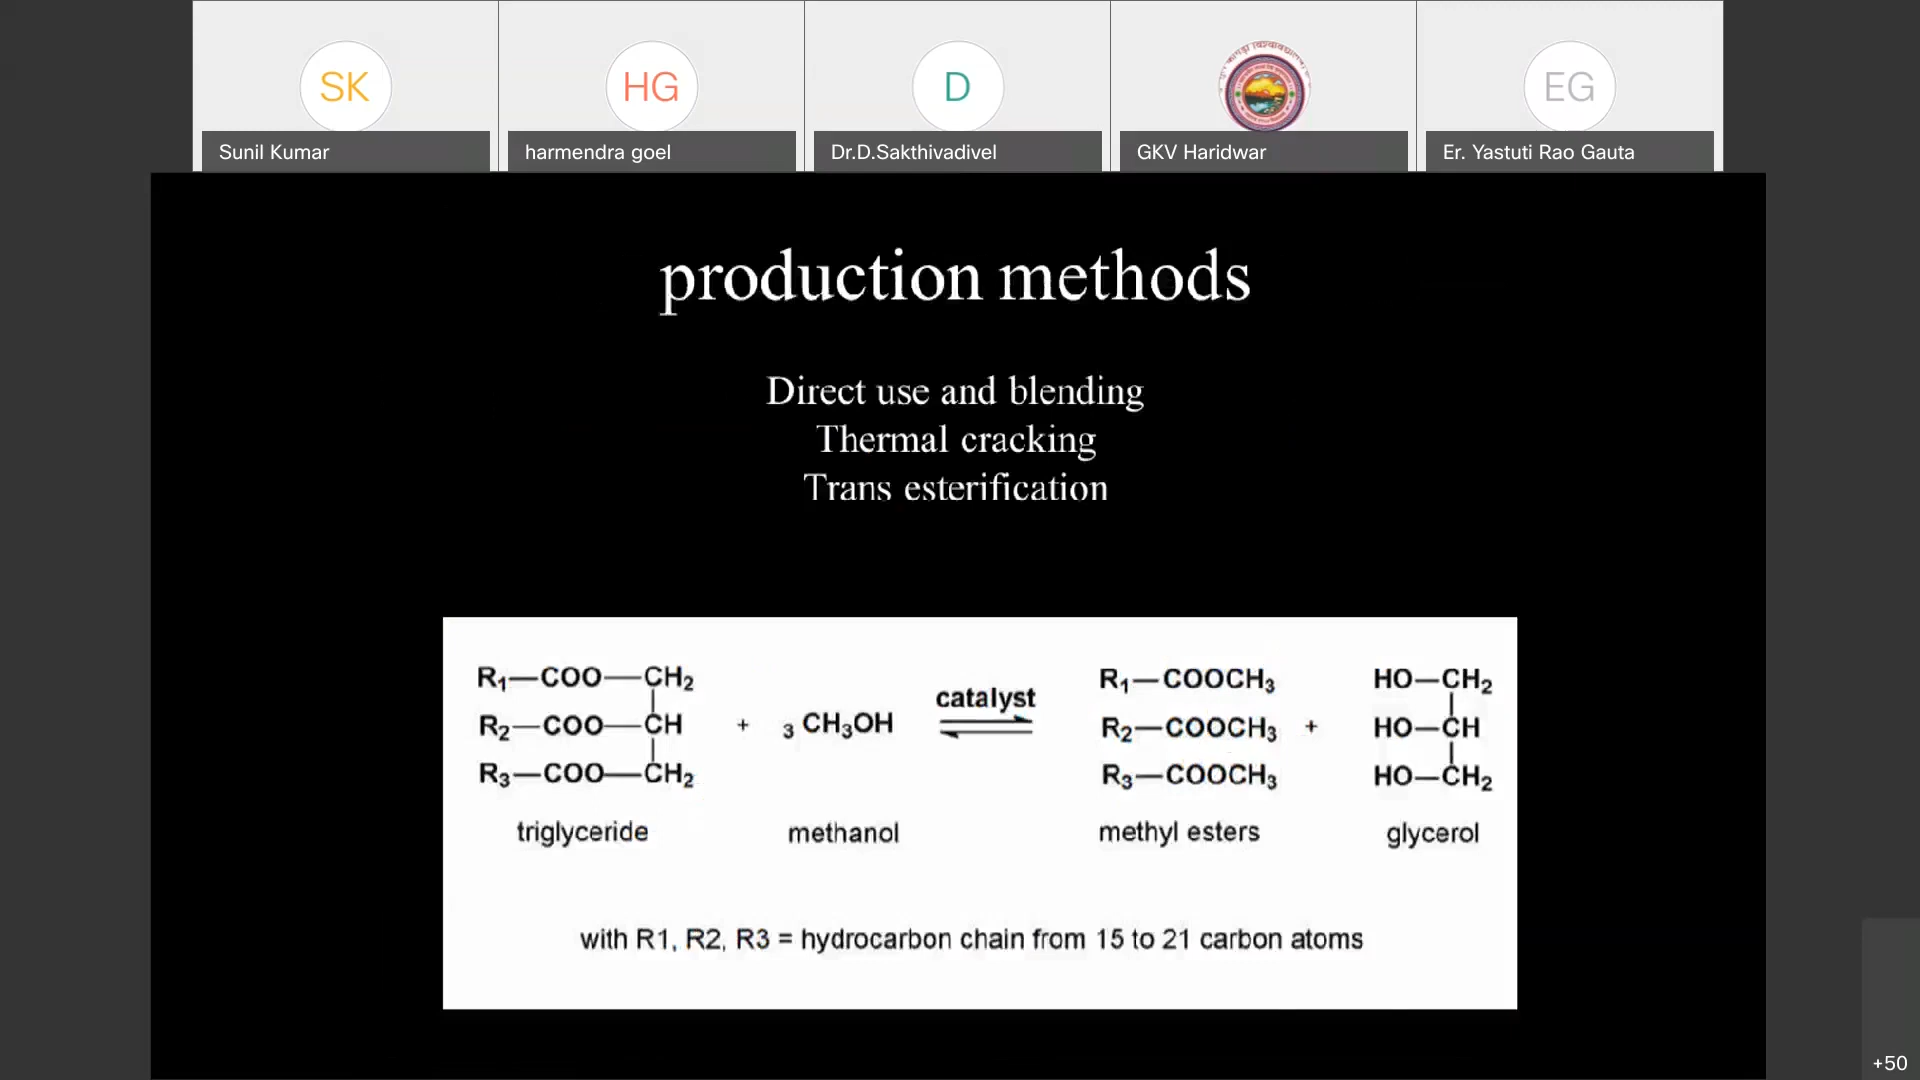 SK
HG
D
EG
Sunil Kumar
harmendra goel
Dr.D.Sakthivadivel
GKV Haridwar
Er. Yastuti Rao Gauta
production methods
Direct use and blending
Thermal cracking
Trans esterification
R₁—COO—CH₂
R₂—COO—CH
R₃—COO—CH₂
+
3 CH₃OH
catalyst
R₁—COOCH₃
R₂—COOCH₃
R₃—COOCH₃
+
HO—CH₂
HO—CH
HO—CH₂
triglyceride
methanol
methyl esters
glycerol
with R1, R2, R3 = hydrocarbon chain from 15 to 21 carbon atoms
+50